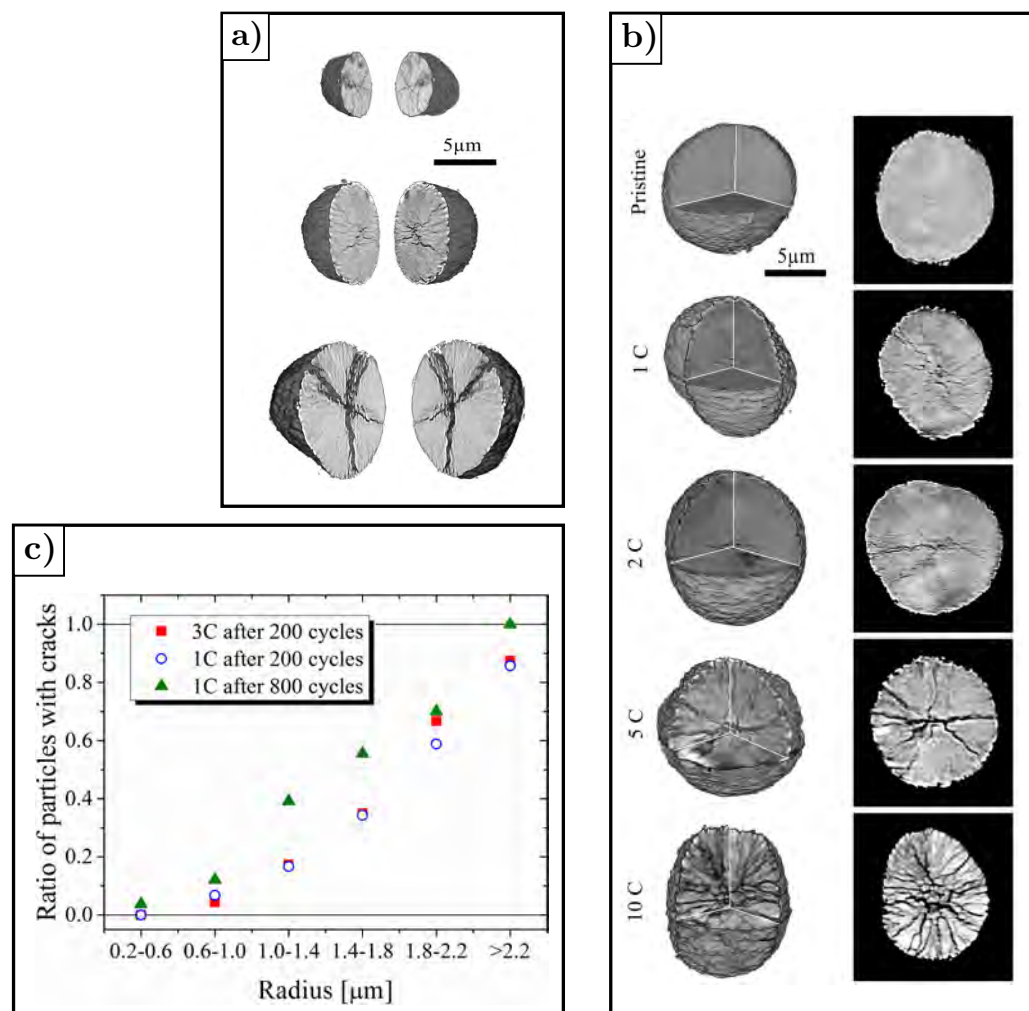 a)
5μm
b)
Pristine
5μm
1 C
2 C
5 C
10 C
c)
Ratio of particles with cracks
1.0
0.8
0.6
0.4
0.2
0.0
3C after 200 cycles
1C after 200 cycles
1C after 800 cycles
0.2-0.6 0.6-1.0 1.0-1.4 1.4-1.8 1.8-2.2 >2.2
Radius [μm]